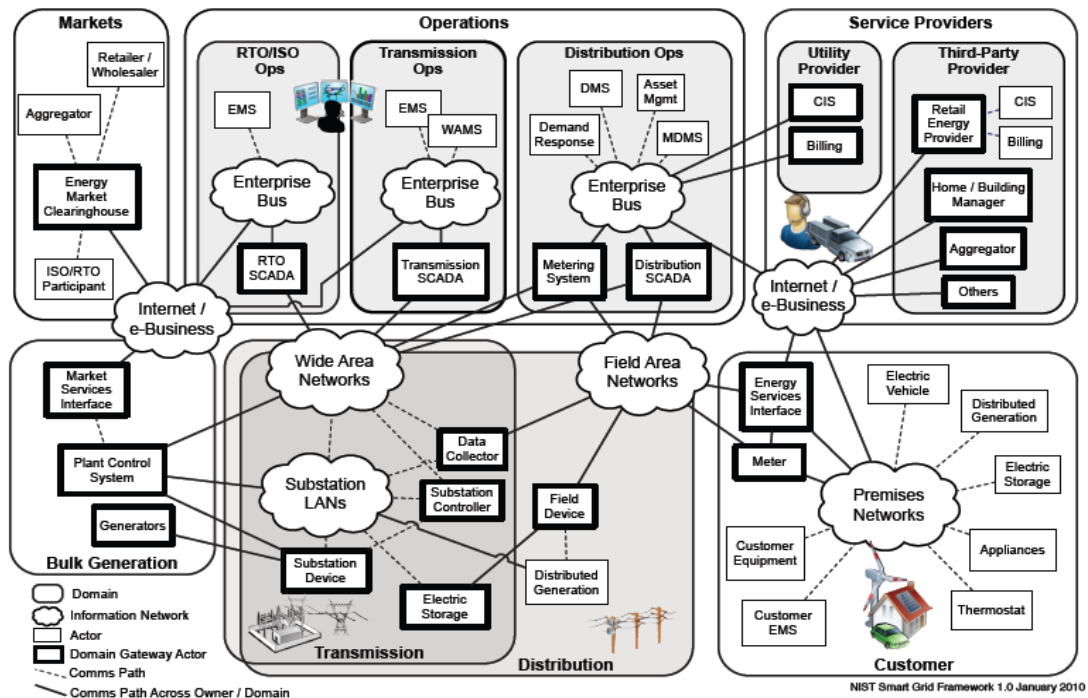 Markets
Retailer /
Wholesaler
Aggregator
Energy
Market
Clearinghouse
ISO/RTO
Participant
Operations
RTO/ISO
Ops
EMS
Enterprise
Bus
RTO
SCADA
Transmission
Ops
EMS
WAMS
Enterprise
Bus
Transmission
SCADA
Distribution Ops
DMS
Asset
Mgmt
Demand
Response
MDMS
Enterprise
Bus
Metering
System
Distribution
SCADA
Service Providers
Utility
Provider
CIS
Billing
Third-Party
Provider
Retail
Energy
Provider
CIS
Billing
Home / Building
Manager
Aggregator
Others
Internet /
e-Business
Internet /
e-Business
Wide Area
Networks
Field Area
Networks
Market
Services
Interface
Plant Control
System
Generators
Bulk Generation
Substation
LANs
Data
Collector
Substation
Controller
Substation
Device
Electric
Storage
Field
Device
Distributed
Generation
Transmission
Distribution
Energy
Services
Interface
Meter
Electric
Vehicle
Distributed
Generation
Electric
Storage
Premises
Networks
Appliances
Customer
Equipment
Customer
EMS
Thermostat
Customer
Domain
Information Network
Actor
Domain Gateway Actor
Comms Path
Comms Path Across Owner / Domain
NIST Smart Grid Framework 1.0 January 2010